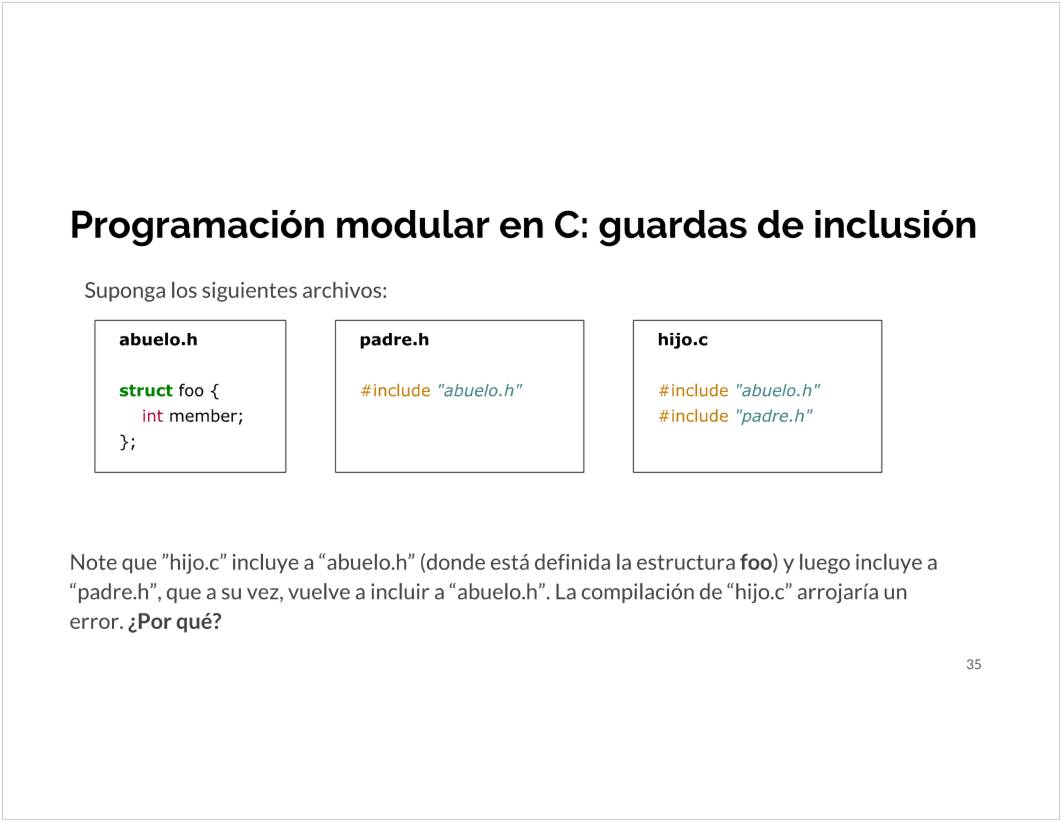 Programación modular en C: guardas de inclusión
Suponga los siguientes archivos:
abuelo.h
struct foo {
int member;
};
padre.h
#include "abuelo.h"
hijo.c
#include "abuelo.h"
#include "padre.h"
Note que ”hijo.c” incluye a “abuelo.h” (donde está definida la estructura foo) y luego incluye a
“padre.h”, que a su vez, vuelve a incluir a “abuelo.h”. La compilación de “hijo.c” arrojaría un
error. ¿Por qué?
35